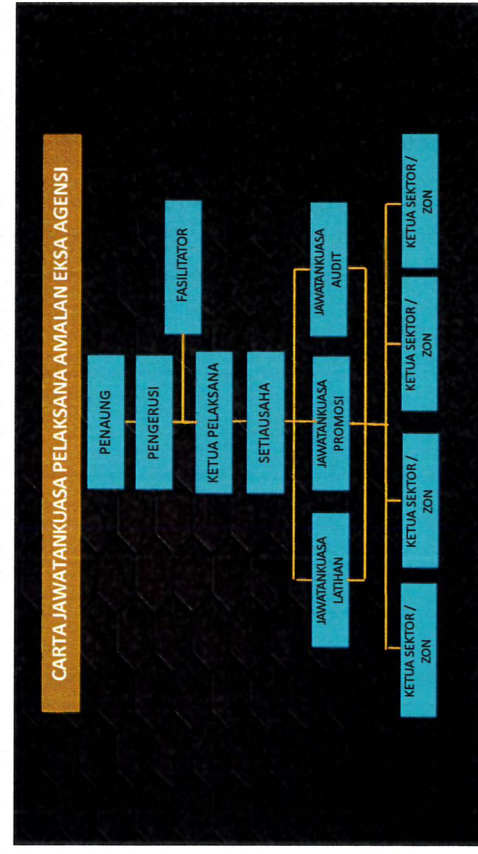 CARTA JAWATANKUASA PELAKSANA AMALAN EKSA AGENSI
PENAUNG
PENGERUSI
FASILITATOR
KETUA PELAKSANA
SETIAUSAHA
JAWATANKUASA
LATIHAN
JAWATANKUASA
PROMOSI
JAWATANKUASA
AUDIT
KETUA SEKTOR /
ZON
KETUA SEKTOR /
ZON
KETUA SEKTOR /
ZON
KETUA SEKTOR /
ZON